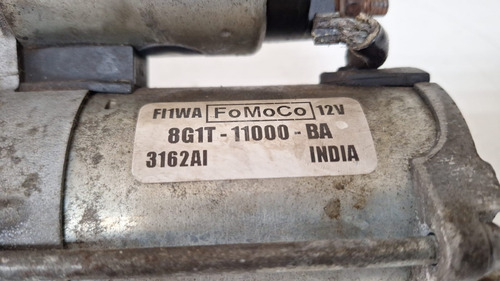 FI1WA FoMoCo 12V
8G1T - 11000 - BA
3162AI INDIA